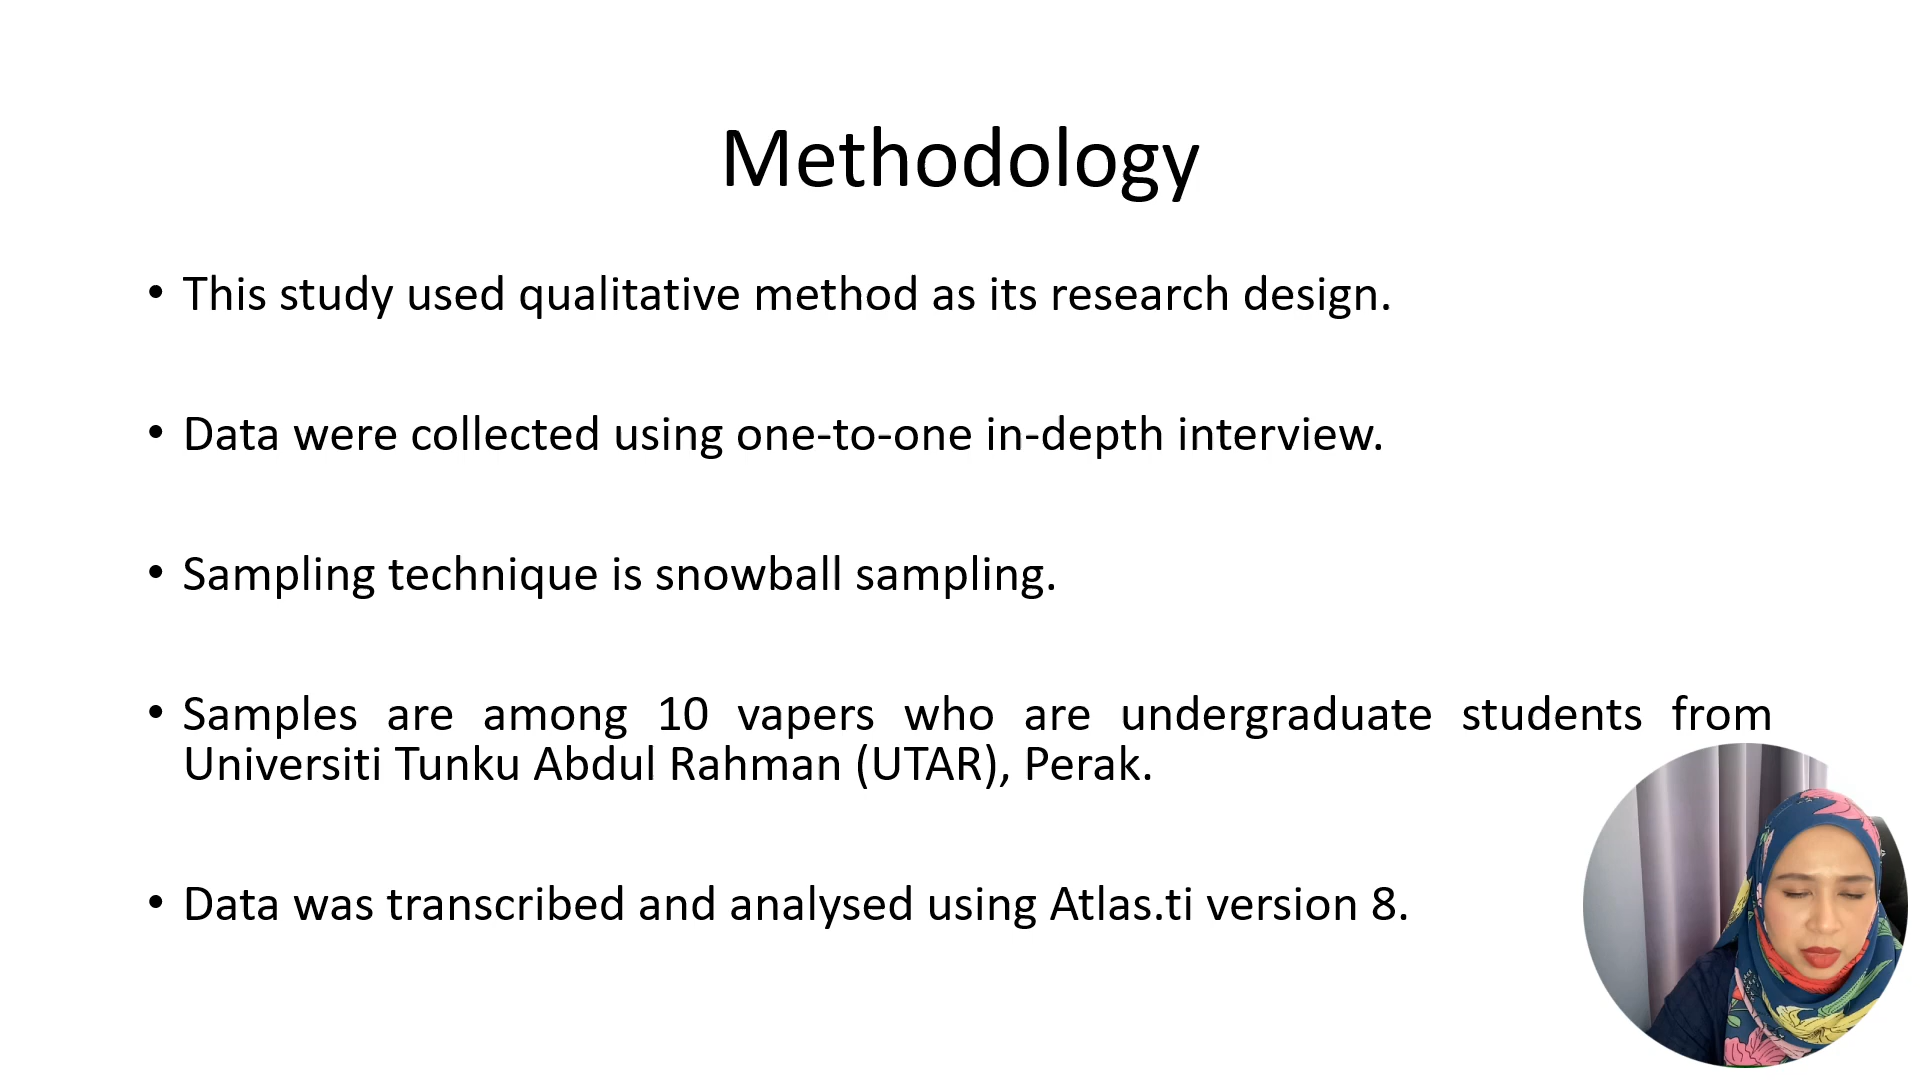 Methodology
• This study used qualitative method as its research design.
• Data were collected using one-to-one in-depth interview.
• Sampling technique is snowball sampling.
• Samples are among 10 vapers who are undergraduate students from
Universiti Tunku Abdul Rahman (UTAR), Perak.
• Data was transcribed and analysed using Atlas.ti version 8.